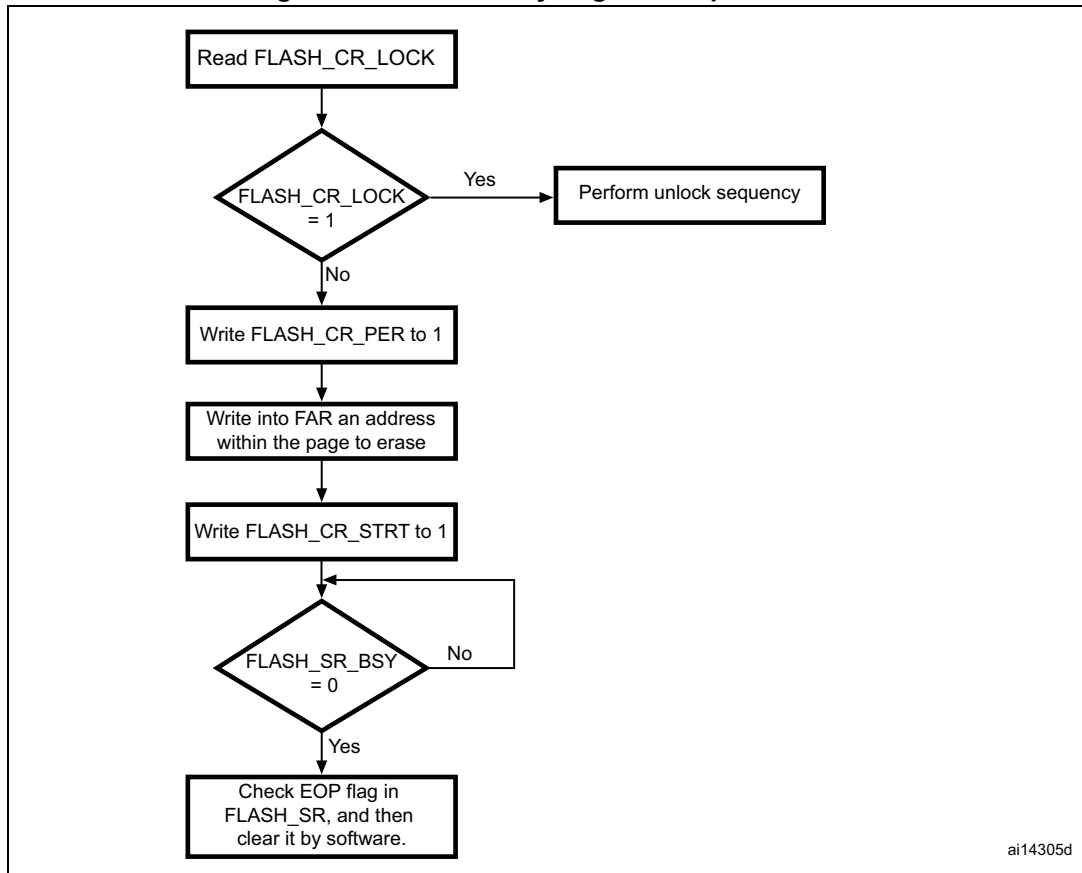 Read FLASH_CR_LOCK
FLASH_CR_LOCK
= 1
Yes
Perform unlock sequency
No
Write FLASH_CR_PER to 1
Write into FAR an address
within the page to erase
Write FLASH_CR_STRT to 1
FLASH_SR_BSY
= 0
No
Yes
Check EOP flag in
FLASH_SR, and then
clear it by software.
ai14305d